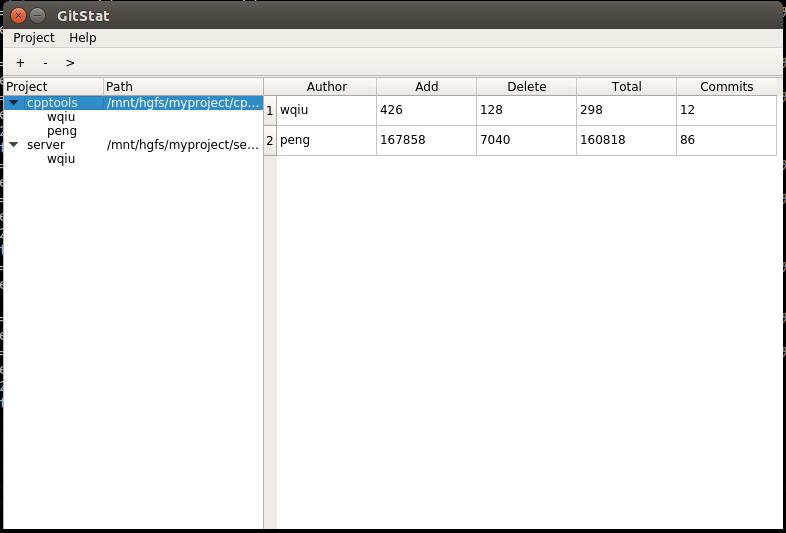 GitStat
Project Help
+ - >
Project Path Author Add Delete Total Commits
cpptools /mnt/hgfs/myproject/cp...
1 wqiu 426 128 298 12
wqiu
peng
2 peng 167858 7040 160818 86
server /mnt/hgfs/myproject/se...
wqiu